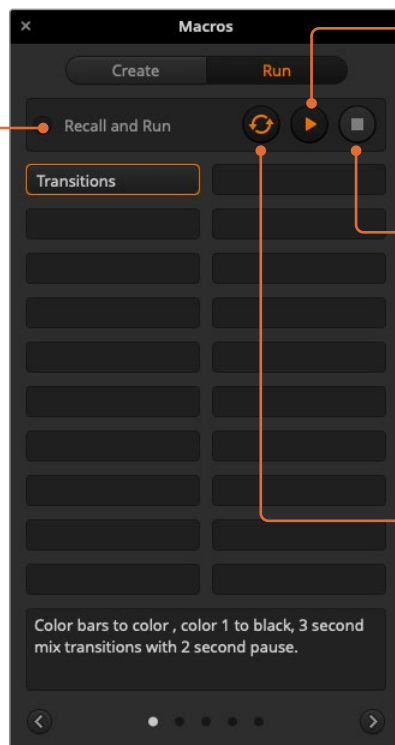 Macros
Create
Run
Recall and Run
Transitions
Color bars to color , color 1 to black, 3 second
mix transitions with 2 second pause.